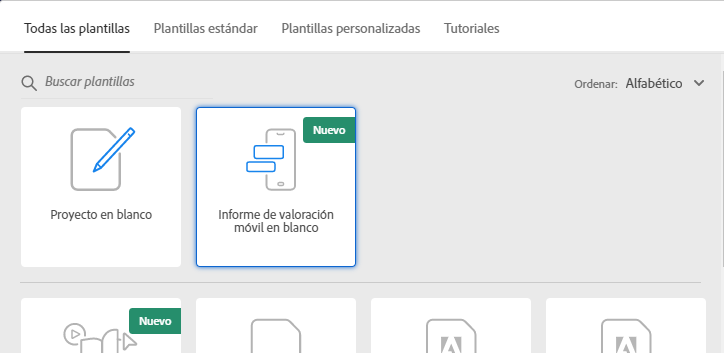 Todas las plantillas Plantillas estándar Plantillas personalizadas Tutoriales
Buscar plantillas
Ordenar: Alfabético
Nuevo
Proyecto en blanco
Informe de valoración
móvil en blanco
Nuevo